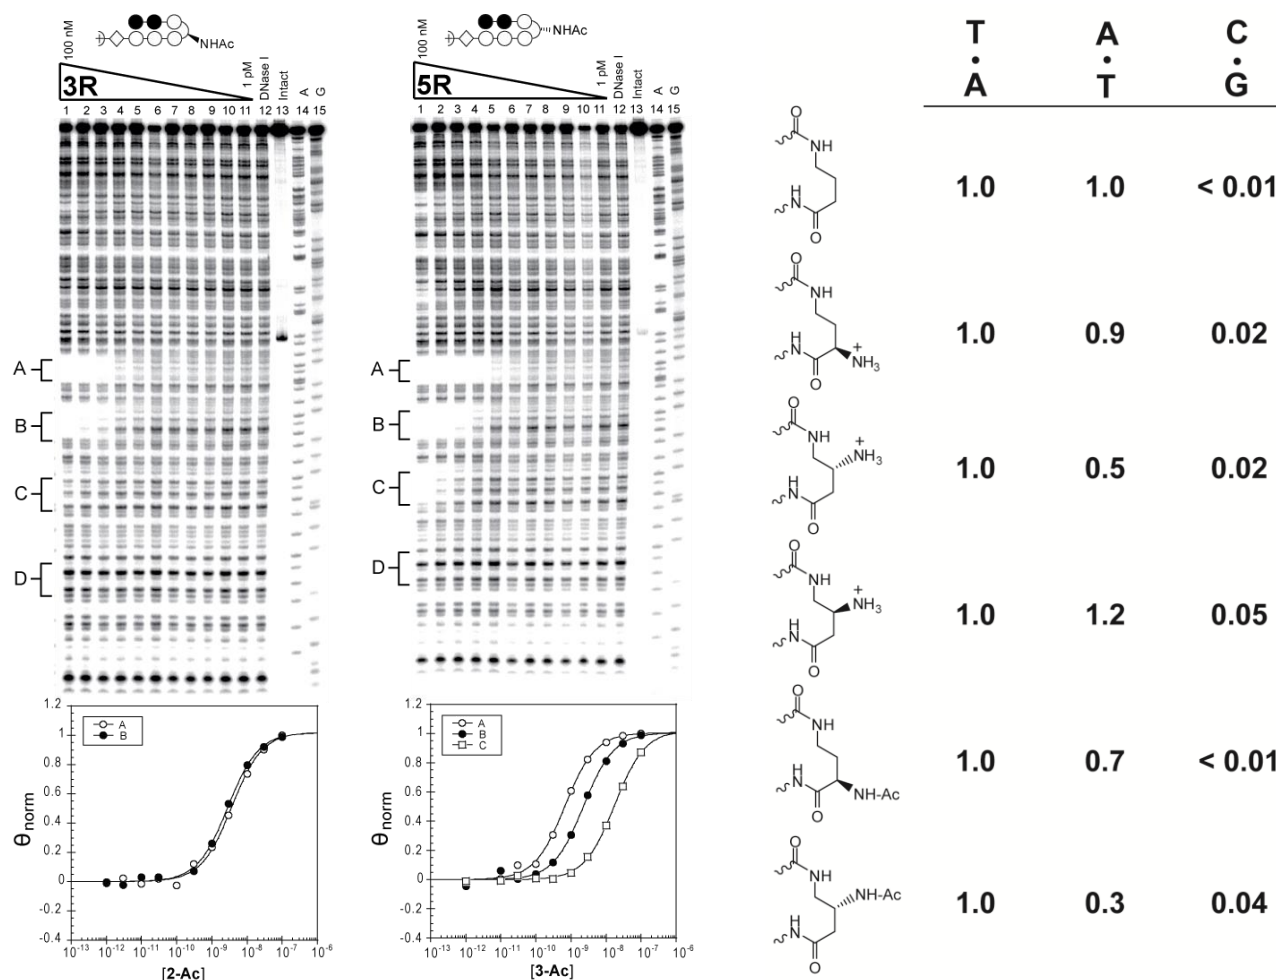 NHAc
100 nM
3R
1 pM
DNase I
Intact
A
G
1 2 3 4 5 6 7 8 9 10 11 12 13 14 15
A
B
C
D
1.2
1
0.8
0.6
0.4
0.2
0
-0.2
-0.4
θnorm
A
B
10-13 10-12 10-11 10-10 10-9 10-8 10-7 10-6
[2-Ac]
NHAc
100 nM
5R
1 pM
DNase I
Intact
A
G
1 2 3 4 5 6 7 8 9 10 11 12 13 14 15
A
B
C
D
1.2
1
0.8
0.6
0.4
0.2
0
-0.2
-0.4
θnorm
A
B
C
10-13 10-12 10-11 10-10 10-9 10-8 10-7 10-6
[3-Ac]
T A C
• • •
A T G
O
NH
H
N
O
1.0 1.0 < 0.01
O
NH
H
N
O
+
NH3
1.0 0.9 0.02
O
NH
+
NH3
H
N
O
1.0 0.5 0.02
O
NH
+
NH3
H
N
O
1.0 1.2 0.05
O
NH
H
N
O
NH-Ac
1.0 0.7 < 0.01
O
NH
NH-Ac
H
N
O
1.0 0.3 0.04